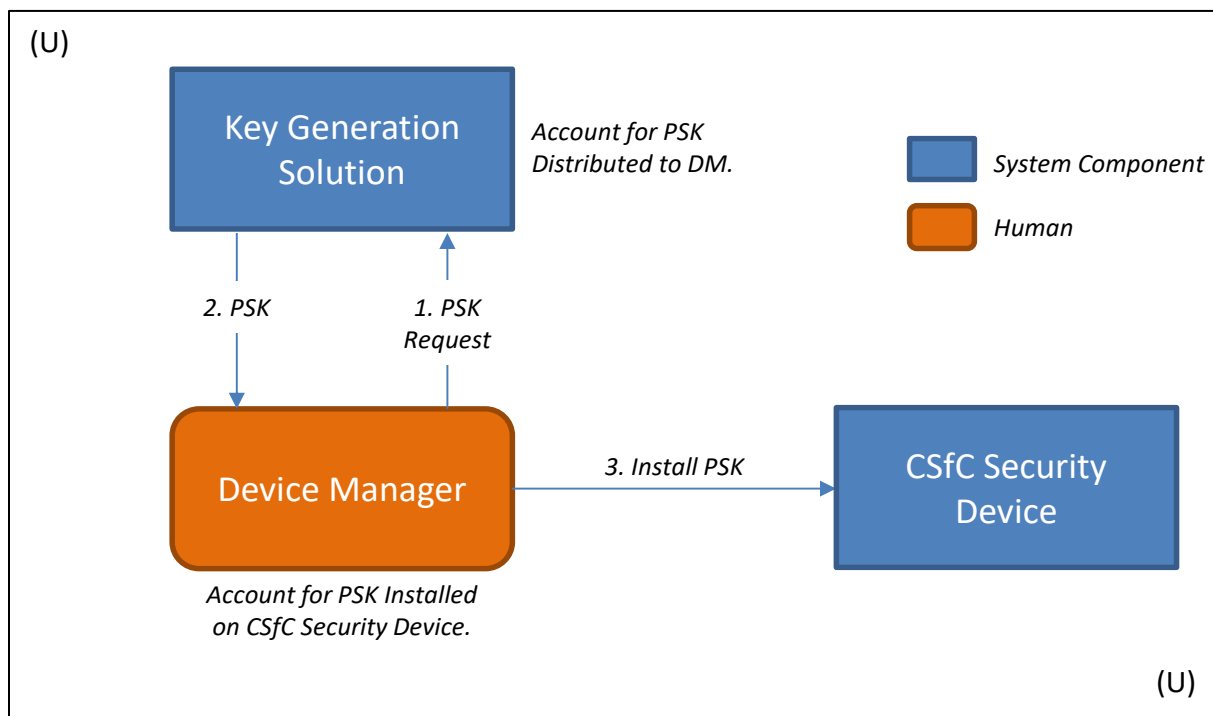 (U)
Key Generation
Solution
Account for PSK
Distributed to DM.
System Component
Human
2. PSK
1. PSK
Request
Device Manager
3. Install PSK
CSfC Security
Device
Account for PSK Installed
on CSfC Security Device.
(U)